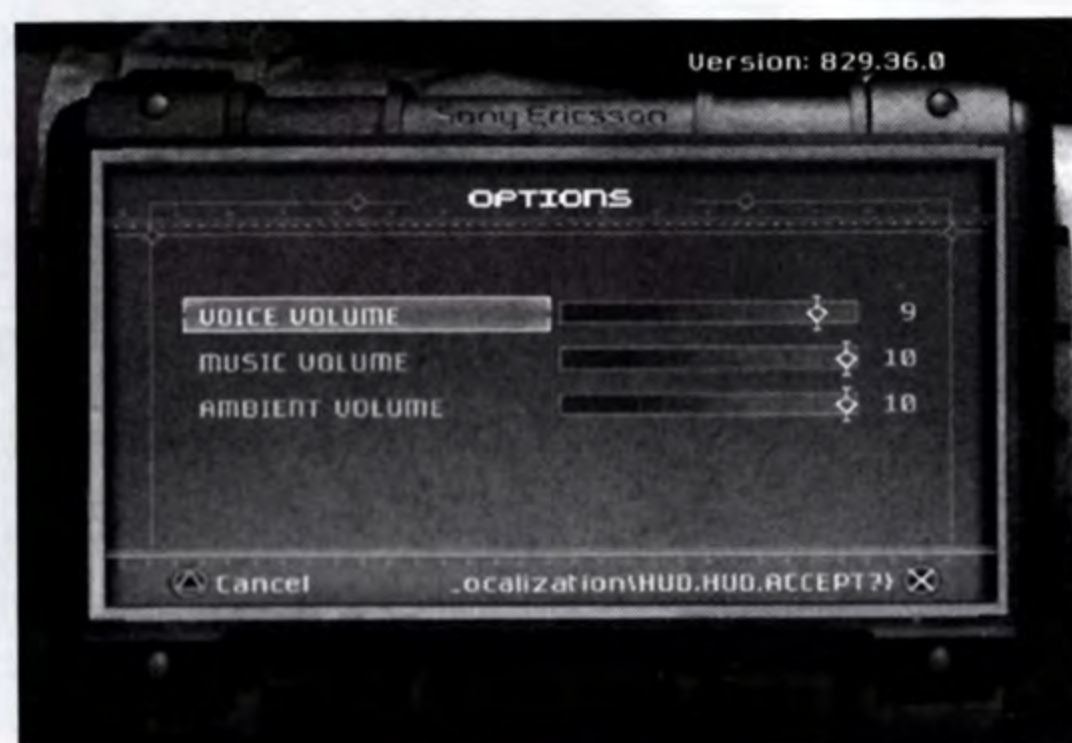 Version: 829.36.0
Sony Ericsson
OPTIONS
VOICE VOLUME 9
MUSIC VOLUME 10
AMBIENT VOLUME 10
Cancel
.ocalization\HUD.HUD.ACCEPT?}